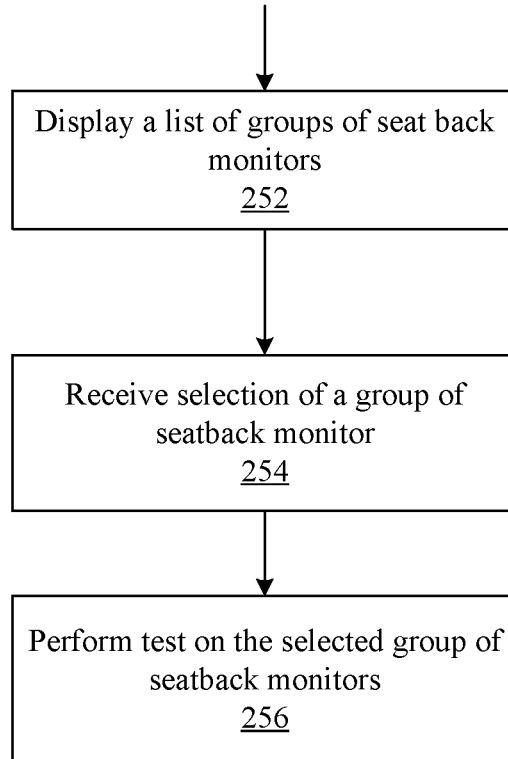 Display a list of groups of seat back
monitors
252
Receive selection of a group of
seatback monitor
254
Perform test on the selected group of
seatback monitors
256